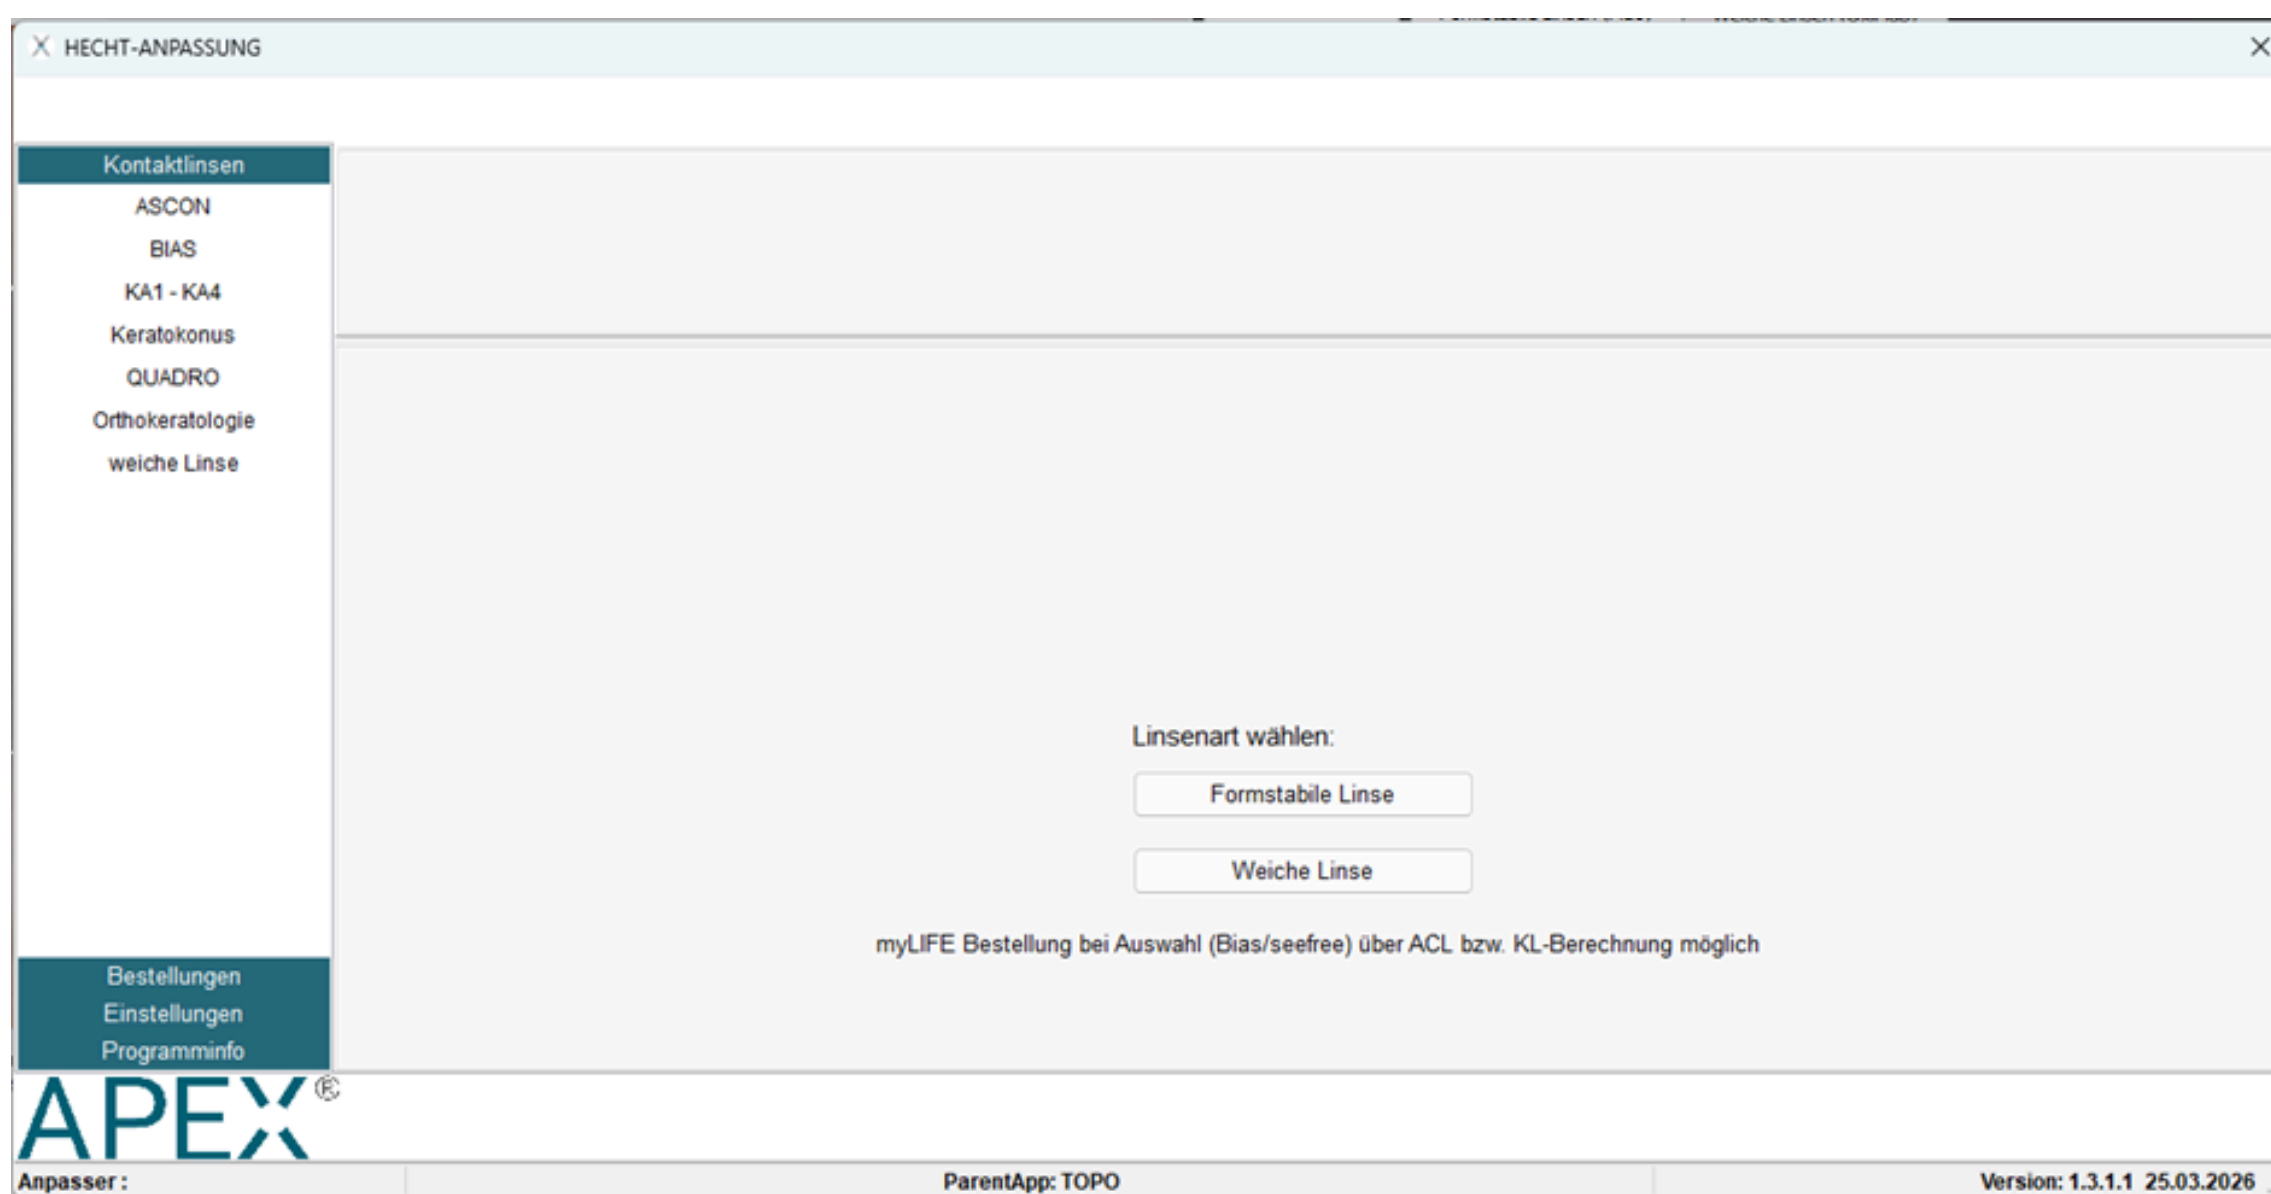 HECHT-ANPASSUNG
Kontaktlinsen
ASCON
BIAS
KA1 - KA4
Keratokonus
QUADRO
Orthokeratologie
weiche Linse
Linsenart wählen:
Formstabile Linse
Weiche Linse
myLIFE Bestellung bei Auswahl (Bias/seefree) über ACL bzw. KL-Berechnung möglich
Bestellungen
Einstellungen
Programminfo
APEX®
Anpasser : ParentApp: TOPO Version: 1.3.1.1 25.03.2026